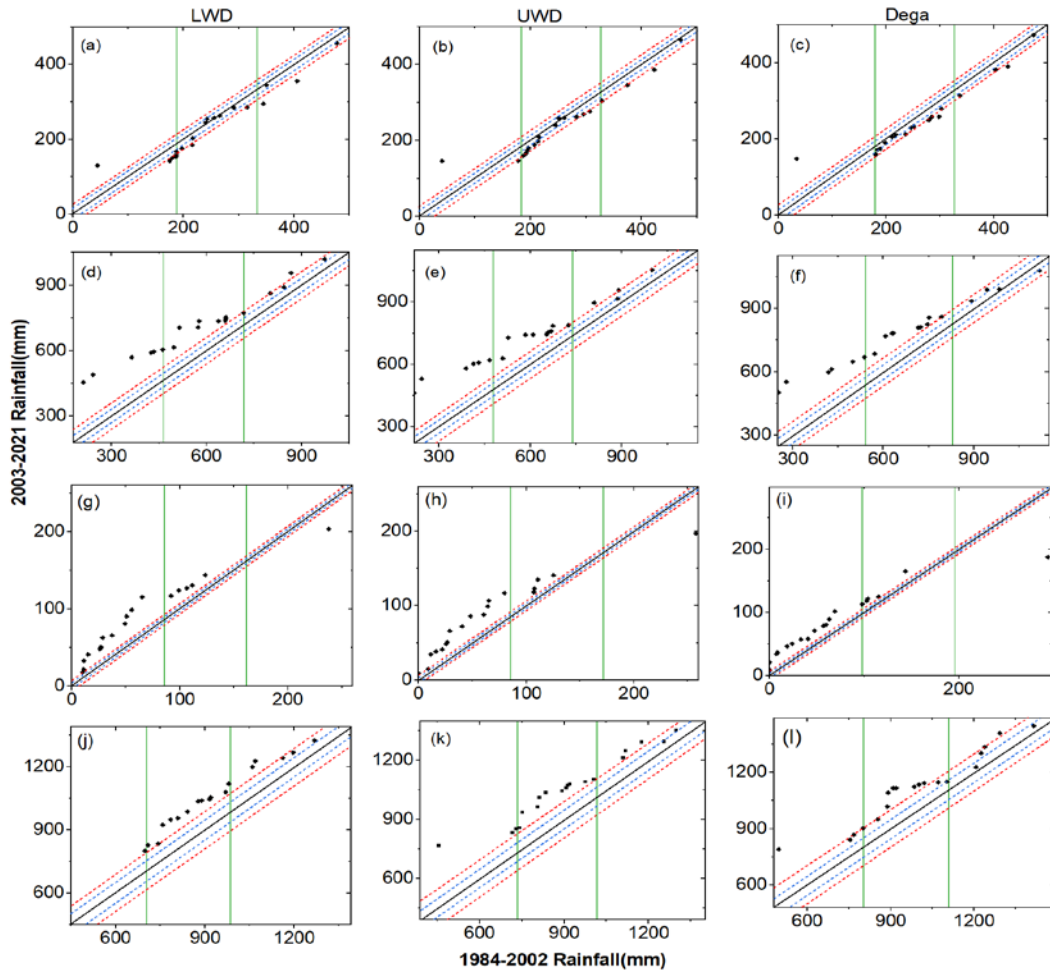 LWD UWD Dega
(a) (b) (c)
400 400 400
200 200 200
0 0 0
0 200 400 0 200 400 0 200 400
(d) (e) (f)
900 900 900
600 600 600
300 300 300
300 600 900 300 600 900 300 600 900
2003-2021 Rainfall(mm)
(g) (h) (i)
200 200 200
100 100 100
0 0 0
0 100 200 0 100 200 0 200
(j) (k) (l)
1200 1200 1200
900 900 900
600 600 600
600 900 1200 600 900 1200 600 900 1200
1984-2002 Rainfall(mm)